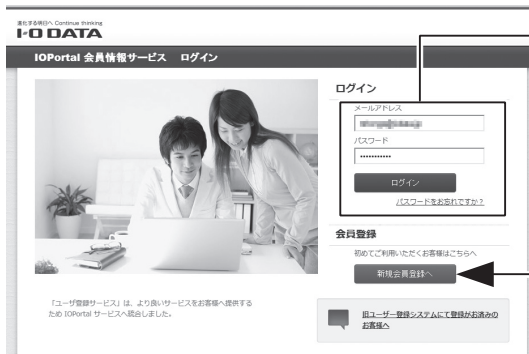 進化する明日へ Continue thinking
I-O DATA
IOPortal 会員情報サービス ログイン
ログイン
メールアドレス
パスワード
•••••••••••
ログイン
パスワードをお忘れですか？
会員登録
初めてご利用いただくお客様はこちらへ
新規会員登録へ
「ユーザ登録サービス」は、より良いサービスをお客様へ提供する
ため IOPortal サービスへ統合しました。
旧ユーザー登録システムにて登録がお済みの
お客様へ